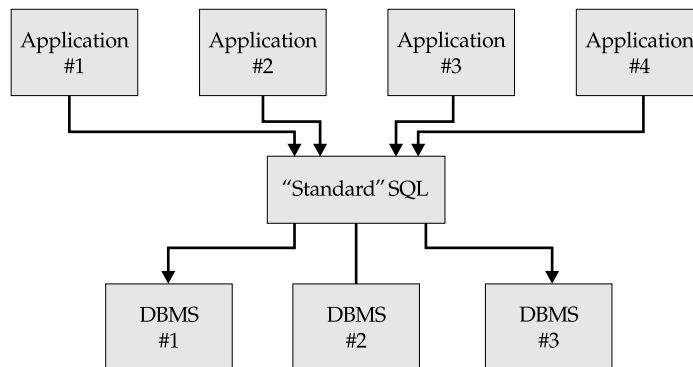 Application
#1
Application
#2
Application
#3
Application
#4
“Standard” SQL
DBMS
#1
DBMS
#2
DBMS
#3